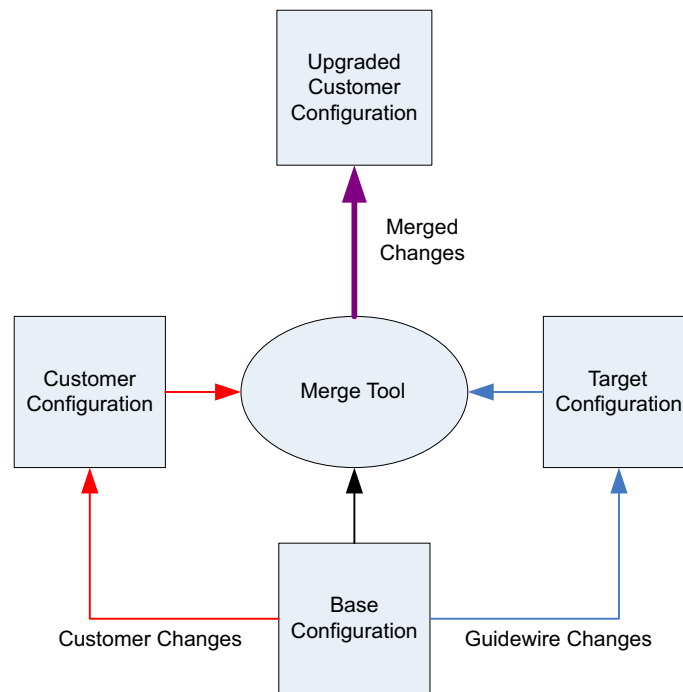 Upgraded
Customer
Configuration
Merged
Changes
Customer
Configuration
Merge Tool
Target
Configuration
Base
Configuration
Customer Changes
Guidewire Changes